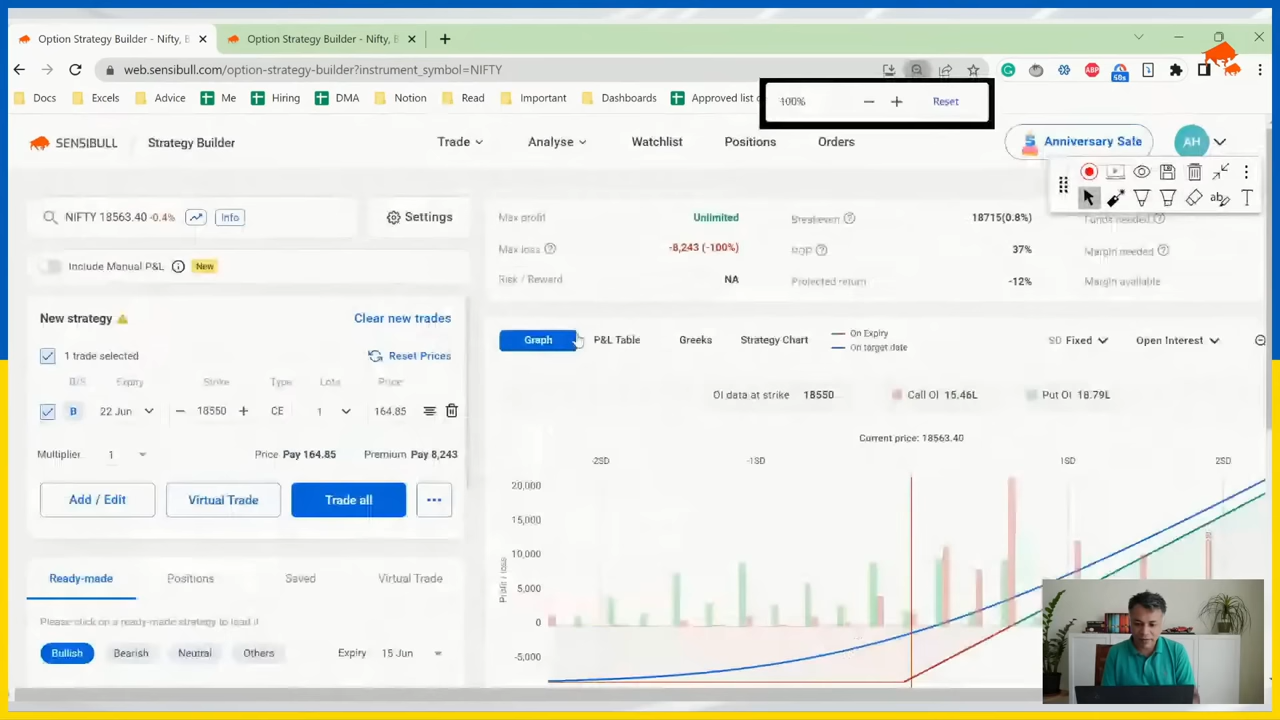 Option Strategy Builder - Nifty, B
Option Strategy Builder - Nifty, B
web.sensibull.com/option-strategy-builder?instrument_symbol=NIFTY
ABP
Docs Excels Advice Me Hiring DMA Notion Read Important Dashboards Approved list o
100% Reset
SENSIBULL Strategy Builder Trade Analyse Watchlist Positions Orders Anniversary Sale AH
NIFTY 18563.40 -0.4% Info Settings
Include Manual P&L New
Max profit Unlimited Breakeven 18715(0.8%) Funds needed
Max loss -8,243 (-100%) POP 37% Margin needed
Risk / Reward NA Projected return -12% Margin available
New strategy Clear new trades
1 trade selected Reset Prices
B/S Expiry Strike Type Lots Price
B 22 Jun 18550 CE 1 164.85
Multiplier 1 Price Pay 164.85 Premium Pay 8,243
Add / Edit Virtual Trade Trade all
Ready-made Positions Saved Virtual Trade
Please click on a ready-made strategy to load it
Bullish Bearish Neutral Others Expiry 15 Jun
Graph P&L Table Greeks Strategy Chart
On Expiry
On target date
SD Fixed Open Interest
OI data at strike 18550 Call OI 15.46L Put OI 18.79L
Current price: 18563.40
-2SD -1SD 1SD 2SD
20,000
15,000
10,000
5,000
0
-5,000
Profit / loss